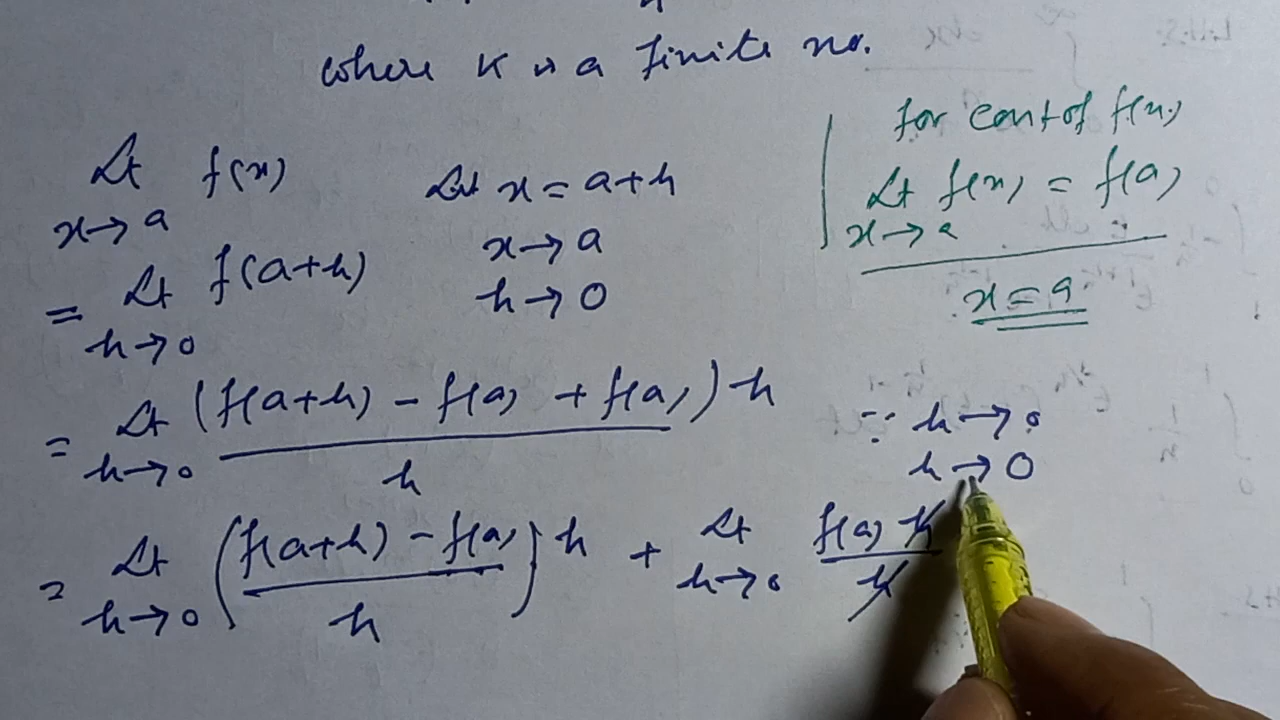 where K is a finite no.
Lt f(x)
x→a
Let x = a+h
x→a
h→0
for cont of f(x)
Lt f(x) = f(a)
x→a
x = a
= Lt f(a+h)
h→0
= Lt (f(a+h) - f(a) + f(a)) h
h→0 h
∵ h→0
h→0
= Lt (f(a+h) - f(a)) h + Lt f(a) h
h→0 h h→0 h